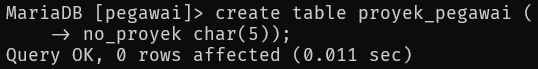 MariaDB [pegawai]> create table proyek_pegawai (
    -> no_proyek char(5));
Query OK, 0 rows affected (0.011 sec)